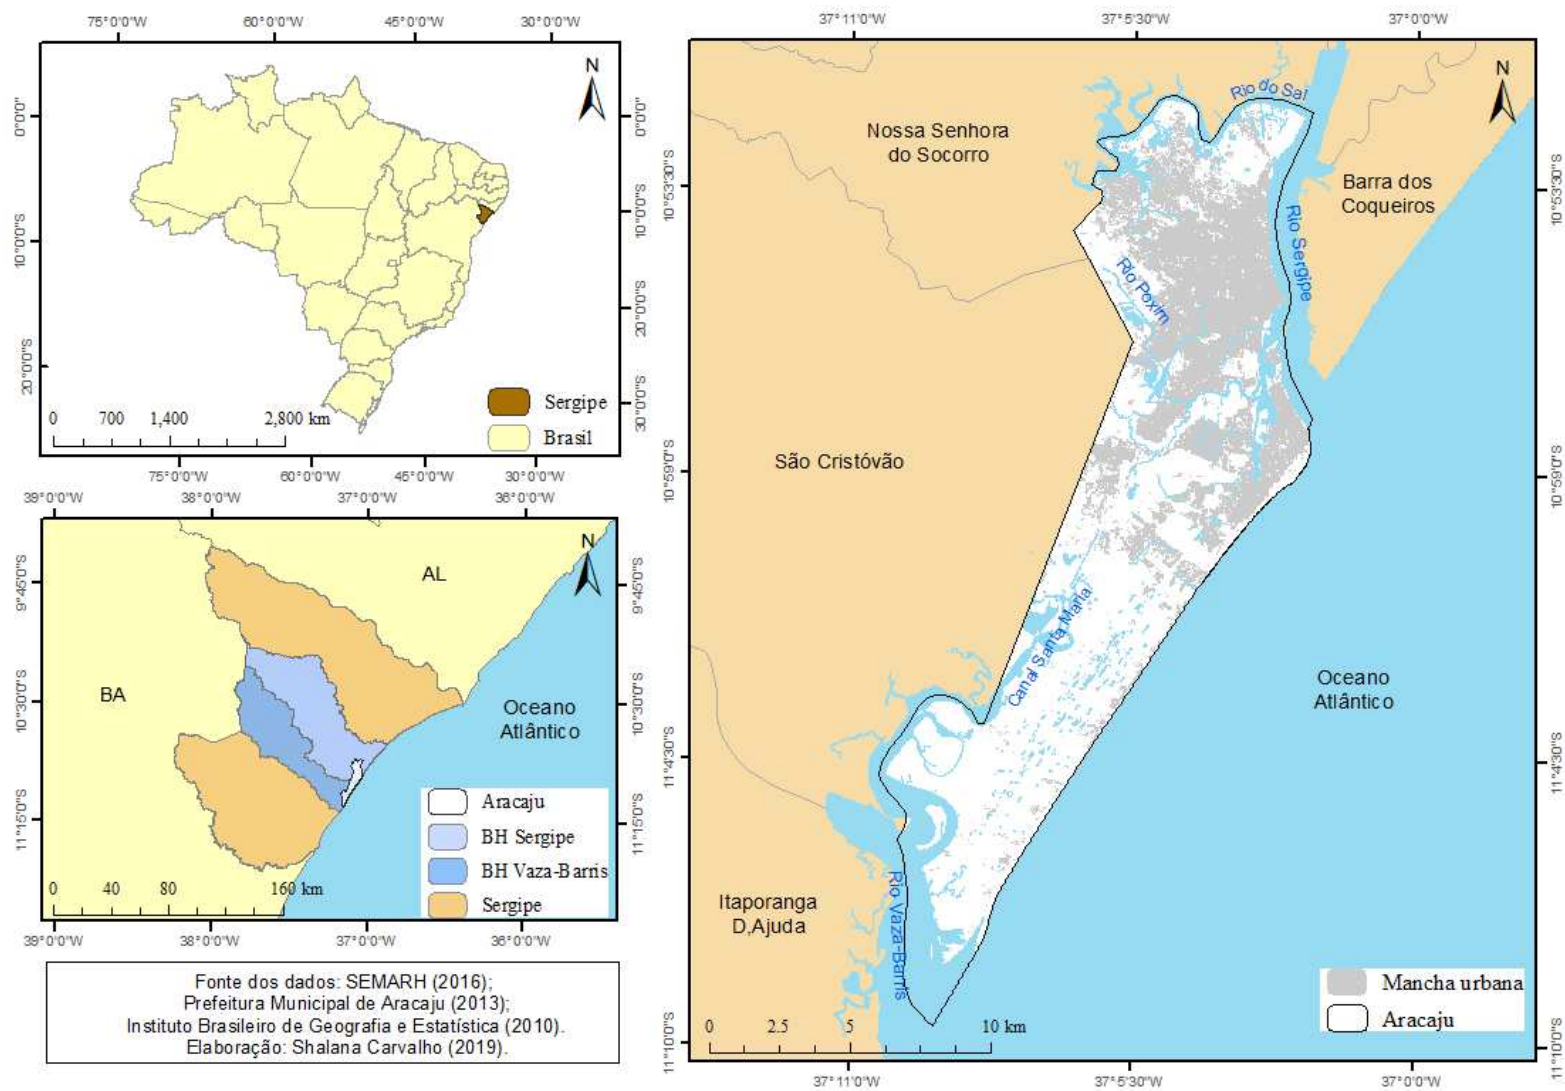 75°0'0"W 60°0'0"W 45°0'0"W 30°0'0"W
N
0°0'0"
10°0'0"S
20°0'0"S
0°0'0"
10°0'0"S
20°0'0"S
30°0'0"S
0 700 1,400 2,800 km
Sergipe
Brasil
75°0'0"W 60°0'0"W 45°0'0"W 30°0'0"W
39°0'0"W 38°0'0"W 37°0'0"W 36°0'0"W
N
9°45'0"S
10°30'0"S
11°15'0"S
9°45'0"S
10°30'0"S
11°15'0"S
AL
BA
Oceano
Atlântico
Aracaju
BH Sergipe
BH Vaza-Barris
Sergipe
0 40 80 160 km
39°0'0"W 38°0'0"W 37°0'0"W 36°0'0"W
Fonte dos dados: SEMARH (2016);
Prefeitura Municipal de Aracaju (2013);
Instituto Brasileiro de Geografia e Estatística (2010).
Elaboração: Shalana Carvalho (2019).
37°11'0"W 37°5'30"W 37°0'0"W
N
10°53'30"S
10°59'0"S
11°4'30"S
11°10'0"S
10°53'30"S
10°59'0"S
11°4'30"S
11°10'0"S
Rio do Sal
Nossa Senhora
do Socorro
Barra dos
Coqueiros
Rio Sergipe
Rio Poxim
São Cristóvão
Canal Santa Maria
Oceano
Atlântico
Itaporanga
D,Ajuda
Rio Vaza-Barris
Mancha urbana
Aracaju
0 2.5 5 10 km
37°11'0"W 37°5'30"W 37°0'0"W